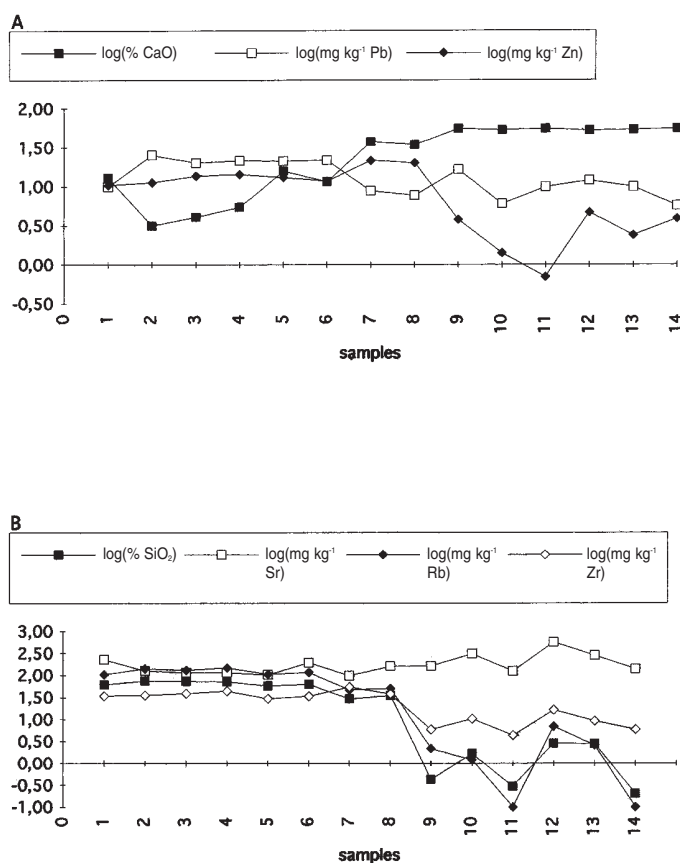 A
log(% CaO) log(mg kg⁻¹ Pb) log(mg kg⁻¹ Zn)
2,00
1,50
1,00
0,50
0,00
-0,50
0 1 2 3 4 5 6 7 8 9 10 11 12 13 14
samples
B
log(% SiO₂) log(mg kg⁻¹ log(mg kg⁻¹ log(mg kg⁻¹
Sr) Rb) Zr)
3,00
2,50
2,00
1,50
1,00
0,50
0,00
-0,50
-1,00
0 1 2 3 4 5 6 7 8 9 10 11 12 13 14
samples